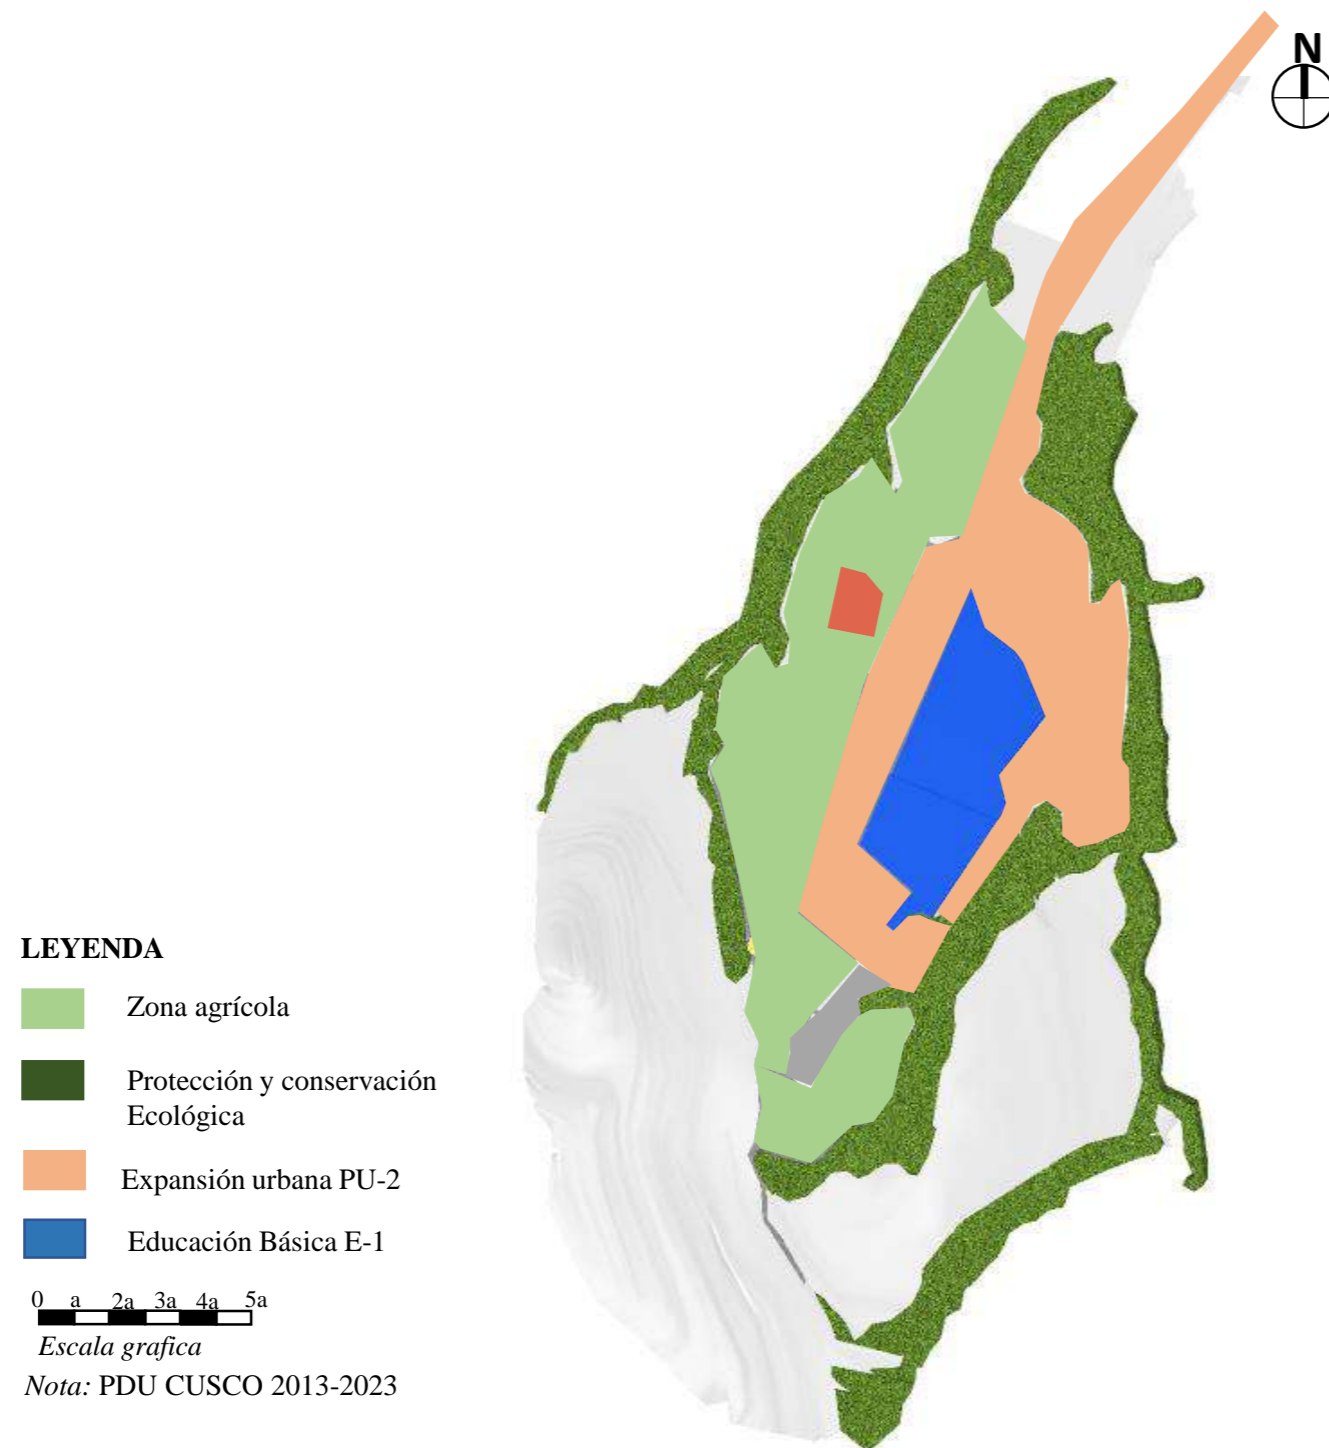 N
LEYENDA
Zona agrícola
Protección y conservación
Ecológica
Expansión urbana PU-2
Educación Básica E-1
0 a 2a 3a 4a 5a
Escala grafica
Nota: PDU CUSCO 2013-2023